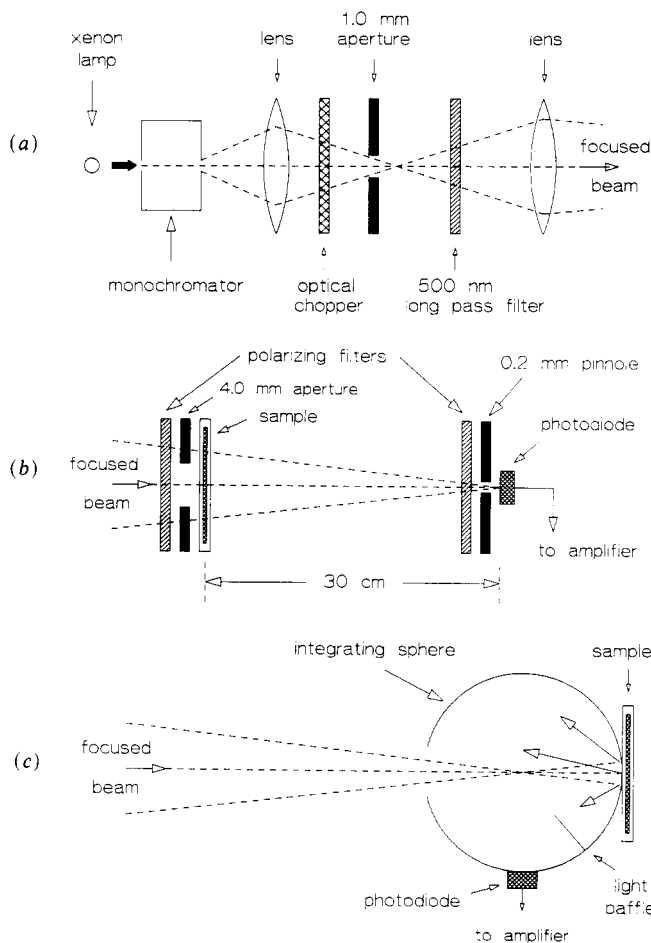 xenon
lamp
lens
1.0 mm
aperture
lens
(a)
focused
beam
monochromator
optical
chopper
500 nm
long pass filter
polarizing filters
4.0 mm aperture
sample
0.2 mm pinhole
photodiode
(b)
focused
beam
to amplifier
30 cm
integrating sphere
sample
(c)
focused
beam
photodiode
light
baffle
to amplifier